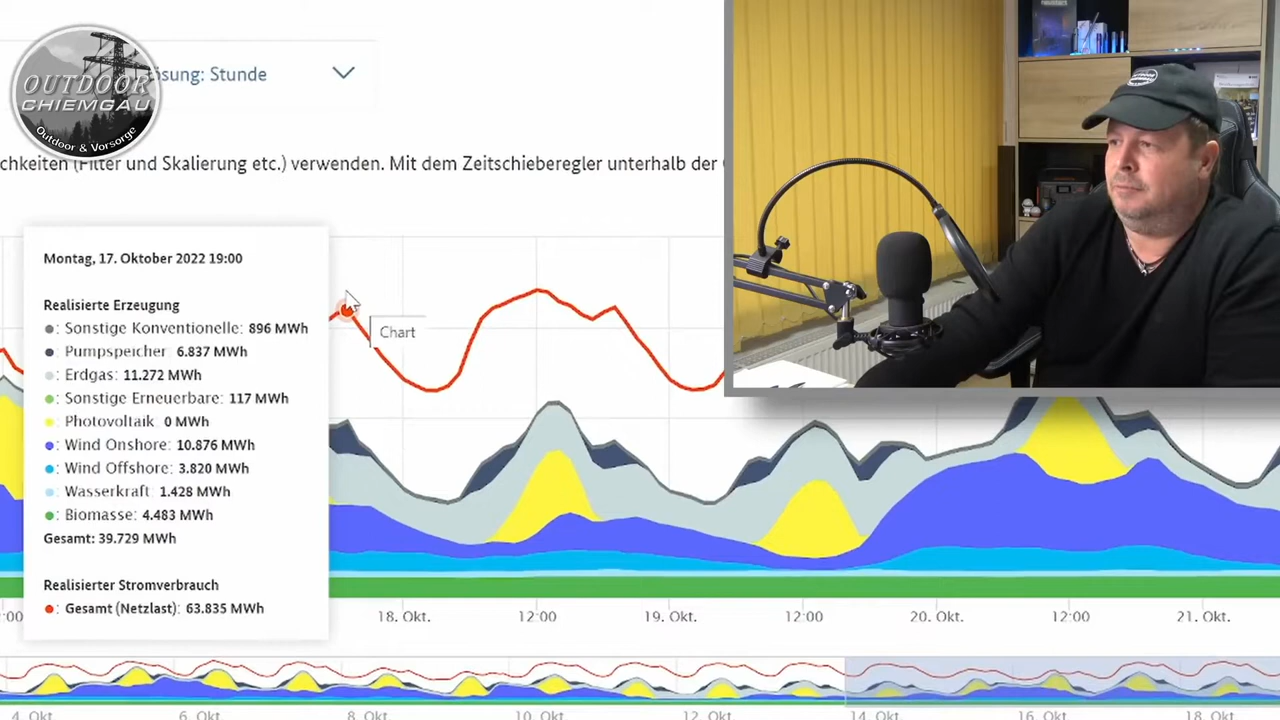 OUTDOOR
CHIEMGAU
Outdoor & Vorsorge
ösung: Stunde
chkeiten (Filter und Skalierung etc.) verwenden. Mit dem Zeitschieberegler unterhalb der
Montag, 17. Oktober 2022 19:00
Realisierte Erzeugung
Sonstige Konventionelle: 896 MWh
Pumpspeicher: 6.837 MWh
Erdgas: 11.272 MWh
Sonstige Erneuerbare: 117 MWh
Photovoltaik: 0 MWh
Wind Onshore: 10.876 MWh
Wind Offshore: 3.820 MWh
Wasserkraft: 1.428 MWh
Biomasse: 4.483 MWh
Gesamt: 39.729 MWh
Realisierter Stromverbrauch
Gesamt (Netzlast): 63.835 MWh
Chart
:00 18. Okt. 12:00 19. Okt. 12:00 20. Okt. 12:00 21. Okt.
4. Okt. 6. Okt. 8. Okt. 10. Okt. 12. Okt. 14. Okt. 16. Okt. 18. Okt.